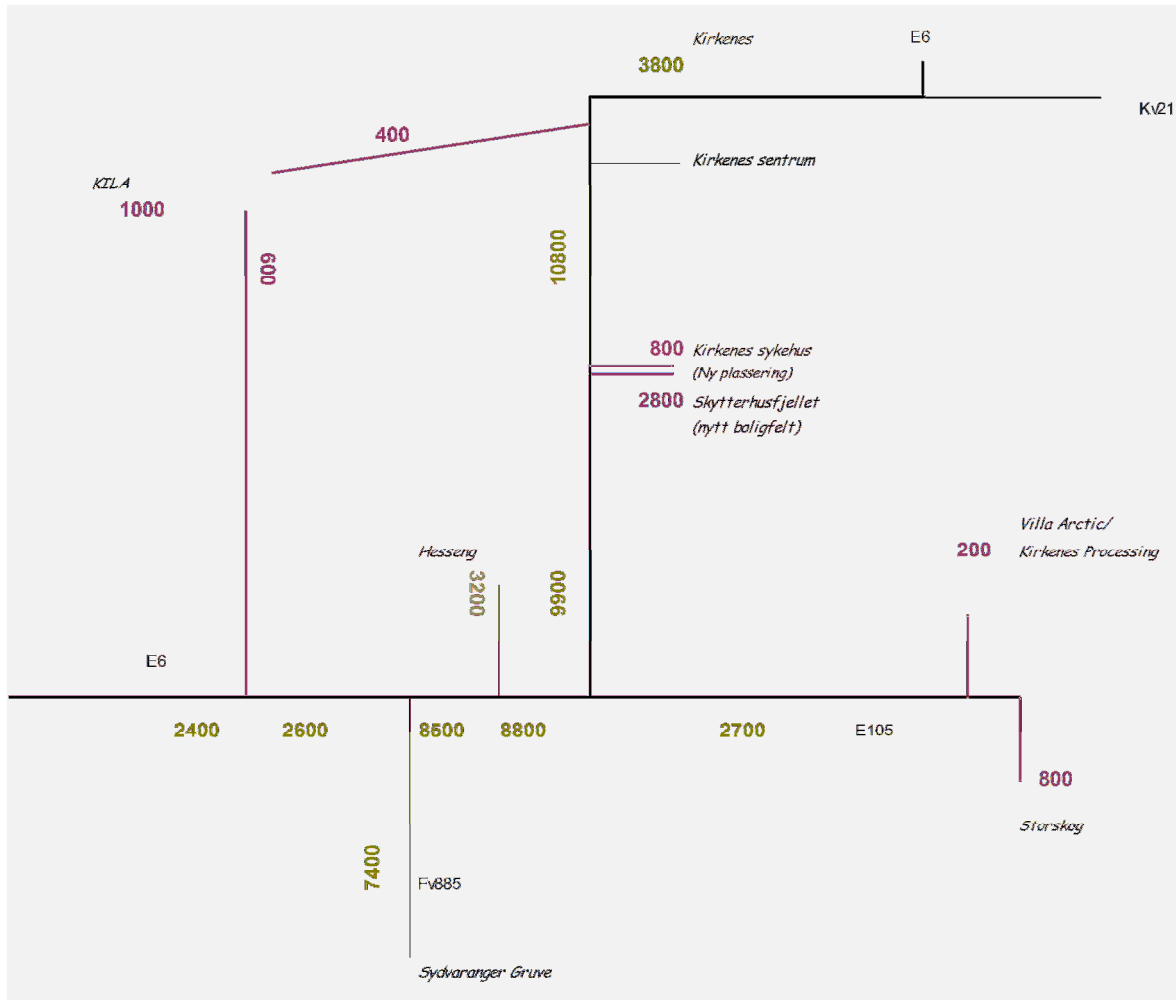 Kirkenes
E6
3800
Kv21
400
Kirkenes sentrum
KILA
1000
600
10800
800 Kirkenes sykehus
(Ny plassering)
2800 Skytterhusfjellet
(nytt boligfelt)
Villa Arctic/
200 Kirkenes Processing
Hesseng
3200
9900
E6
2400
2600
8500
8800
2700
E105
800
Storskog
7400
Fv885
Sydvaranger Gruve